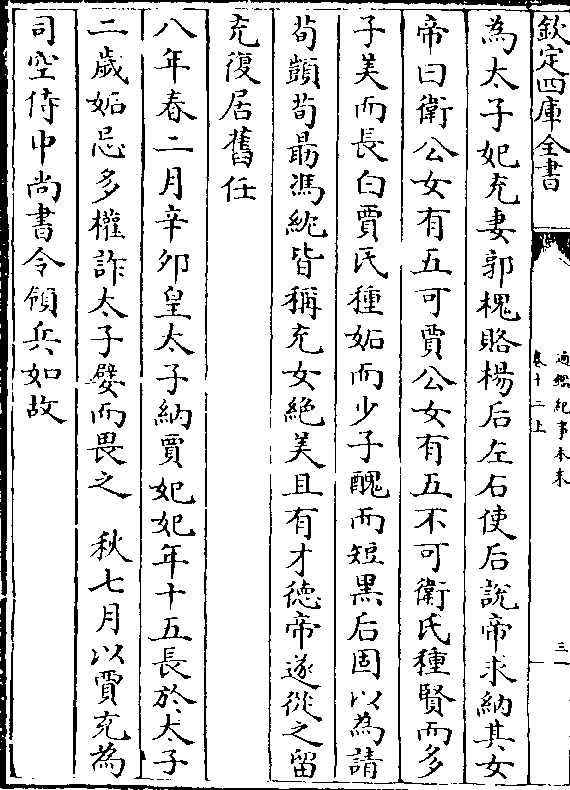 欽定四庫全書
通鑑紀事本末
卷十二上
三
為太子妃充妻郭槐賂楊后左右使后說帝求納其女
帝曰衛公女有五可賈公女有五不可衛氏種賢而多
子美而長白賈氏種妬而少子醜而短黒后固以為請
荀顗荀勗馮紞皆稱充女絶美且有才徳帝遂從之留
充復居舊任
八年春二月辛卯皇太子納賈妃妃年十五長於太子
二歲妬忌多權詐太子嬖而畏之　秋七月以賈充為
司空侍中尚書令領兵如故